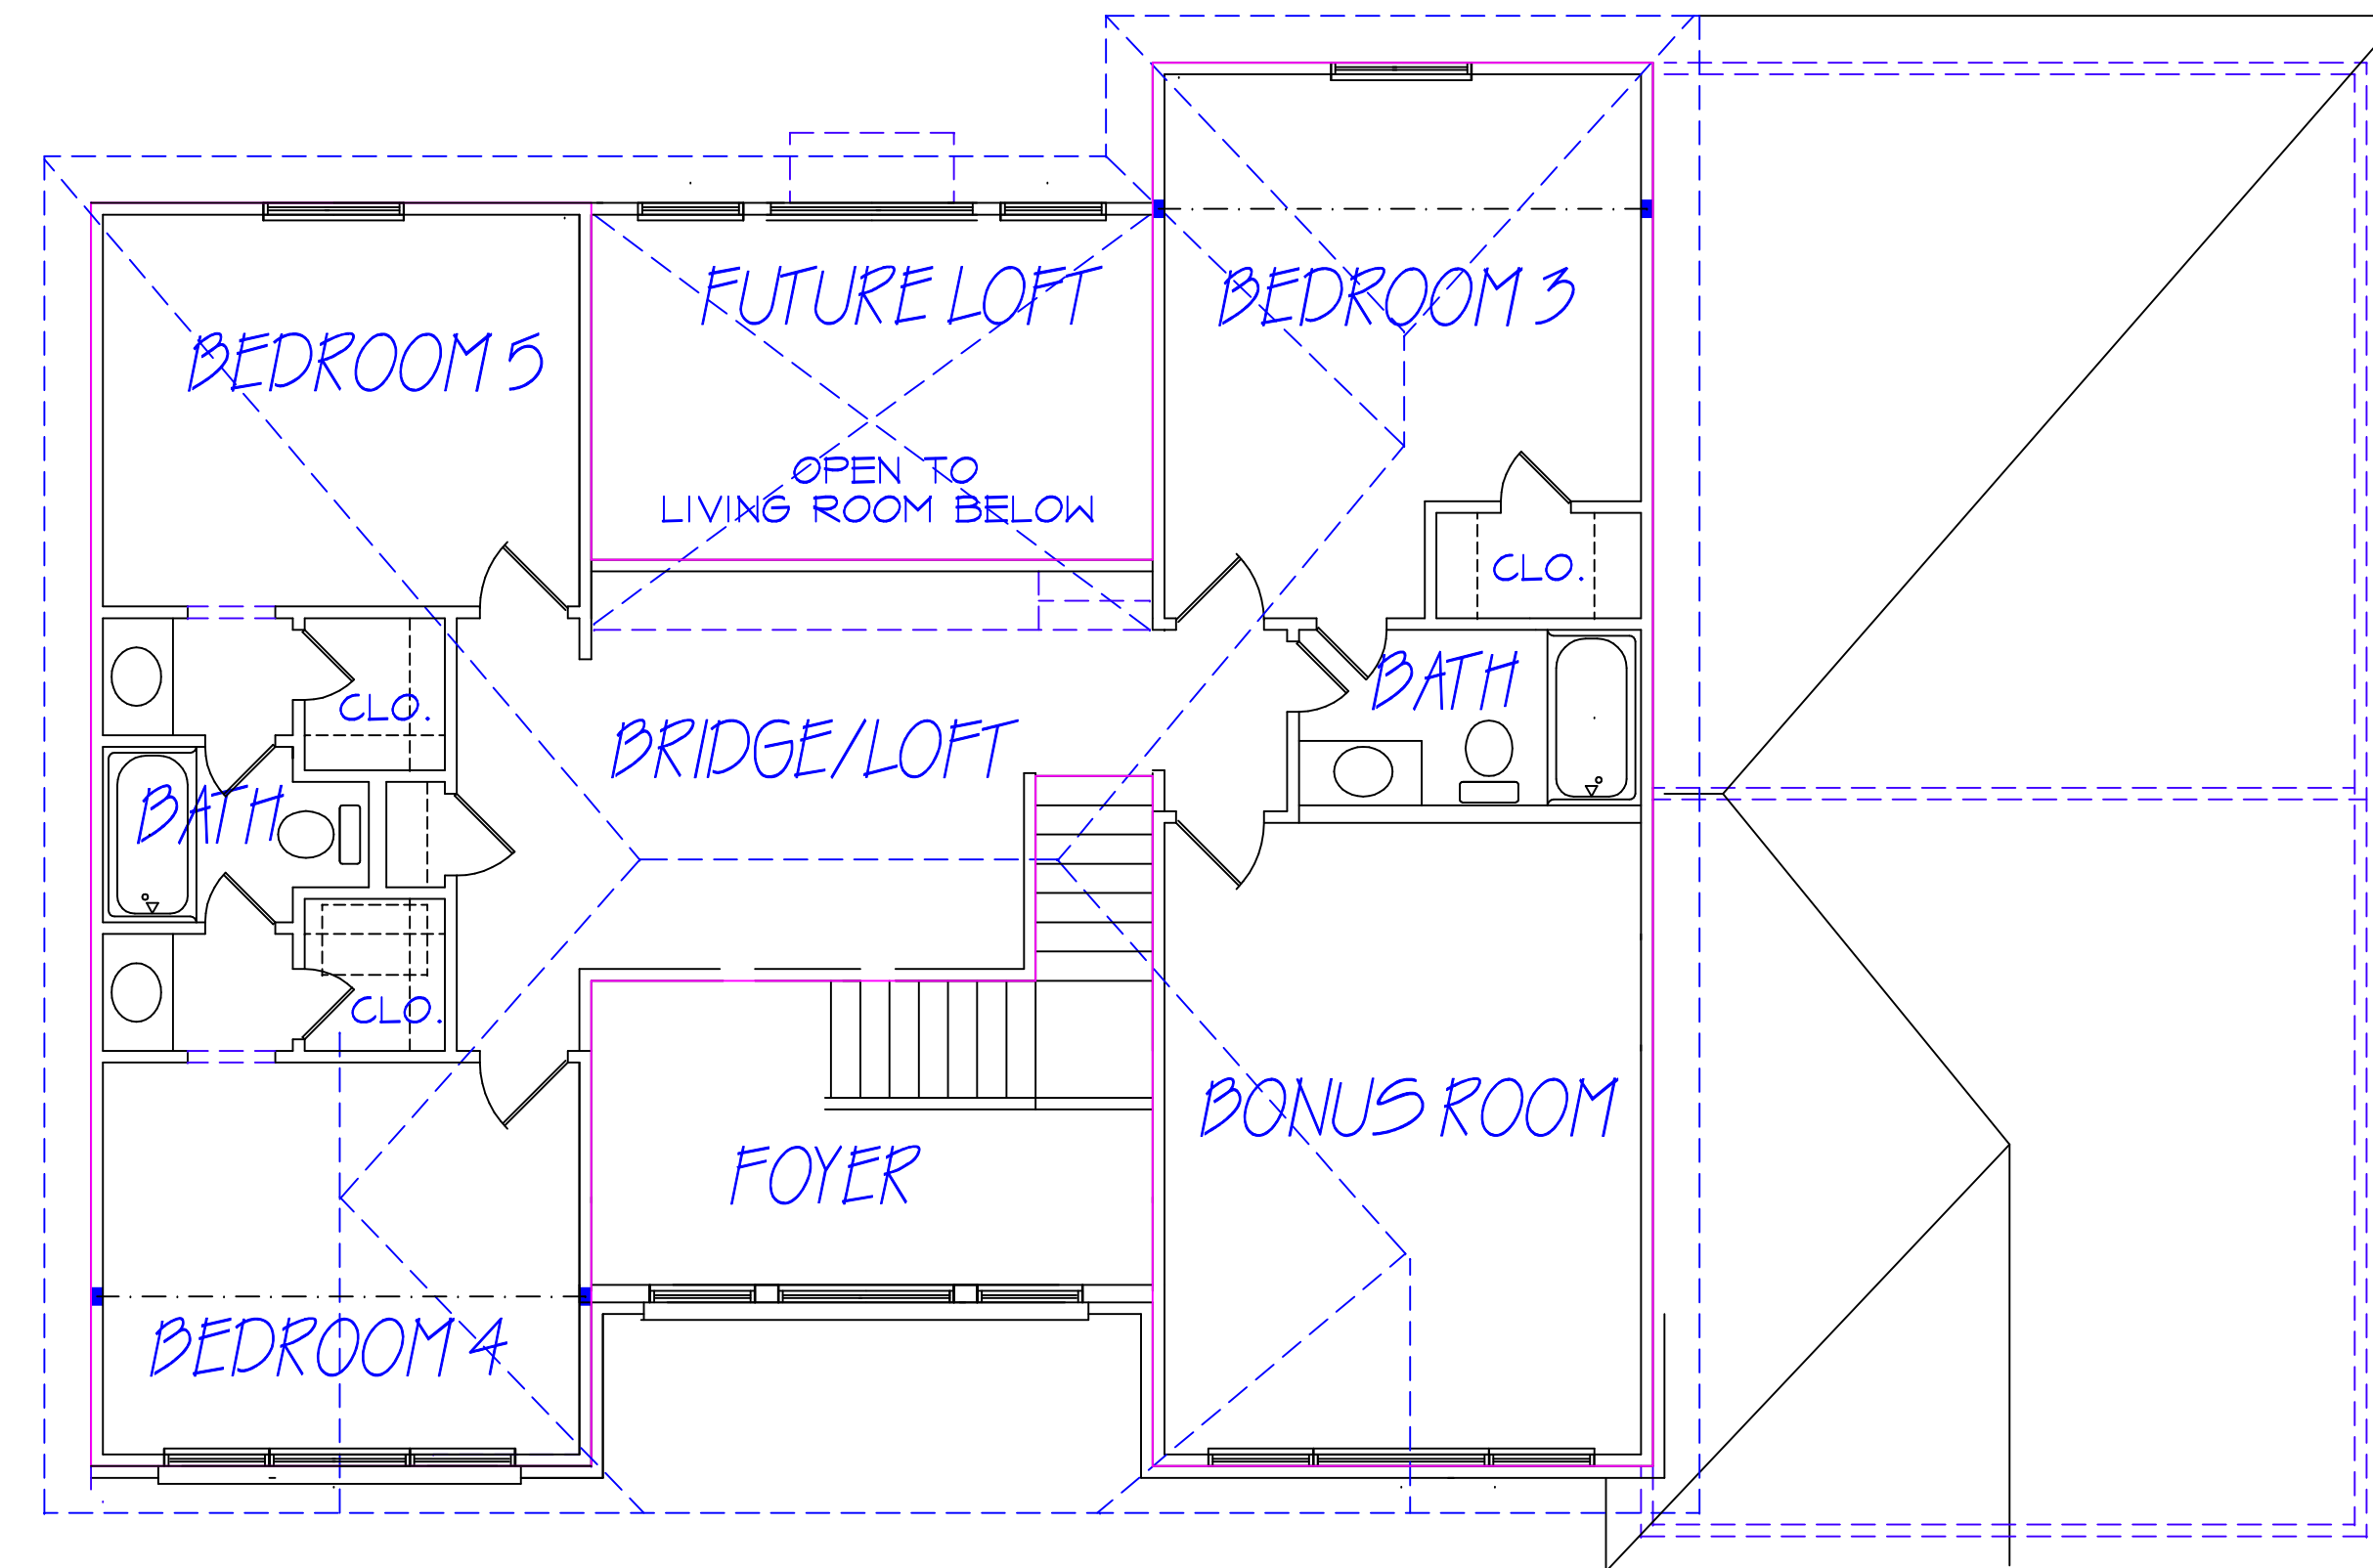 FUTURE LOFT
BEDROOM 3
BEDROOM 5
OPEN TO
LIVING ROOM BELOW
CLO.
BATH
CLO.
BRIDGE/LOFT
BATH
CLO.
BONUS ROOM
FOYER
BEDROOM 4